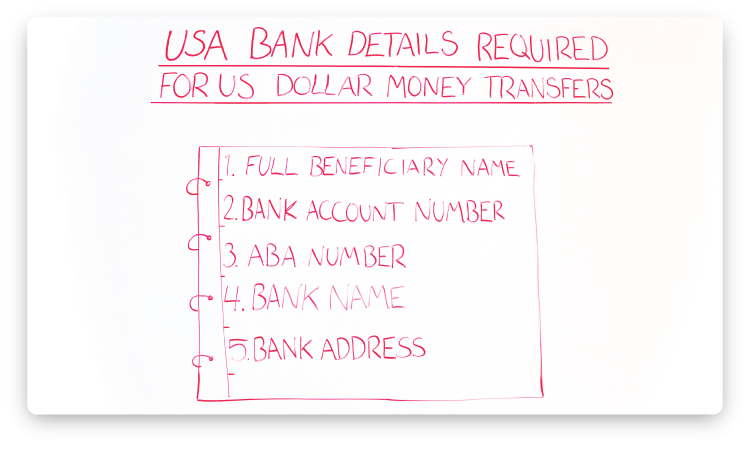 USA BANK DETAILS REQUIRED
FOR US DOLLAR MONEY TRANSFERS
1. FULL BENEFICIARY NAME
2. BANK ACCOUNT NUMBER
3. ABA NUMBER
4. BANK NAME
5. BANK ADDRESS